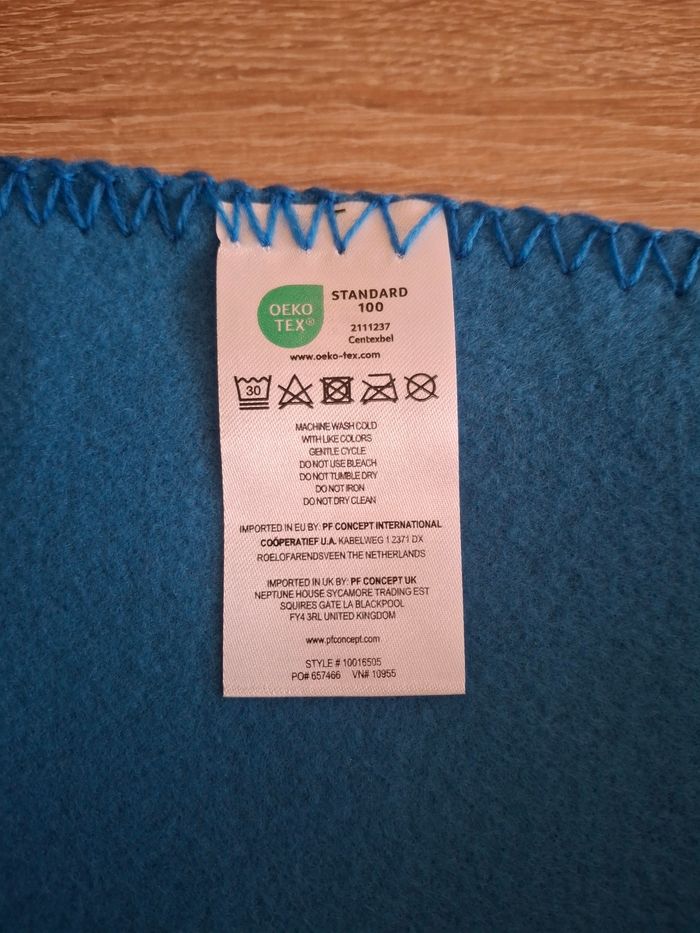 OEKO
TEX®
STANDARD
100
2111237
Centexbel
www.oeko-tex.com
30
MACHINE WASH COLD
WITH LIKE COLORS
GENTLE CYCLE
DO NOT USE BLEACH
DO NOT TUMBLE DRY
DO NOT IRON
DO NOT DRY CLEAN
IMPORTED IN EU BY: PF CONCEPT INTERNATIONAL
COÖPERATIEF U.A. KABELWEG 1 2371 DX
ROELOFARENDSVEEN THE NETHERLANDS
IMPORTED IN UK BY: PF CONCEPT UK
NEPTUNE HOUSE SYCAMORE TRADING EST
SQUIRES GATE LA BLACKPOOL
FY4 3RL UNITED KINGDOM
www.pfconcept.com
STYLE # 10016505
PO# 657466 VN# 10955